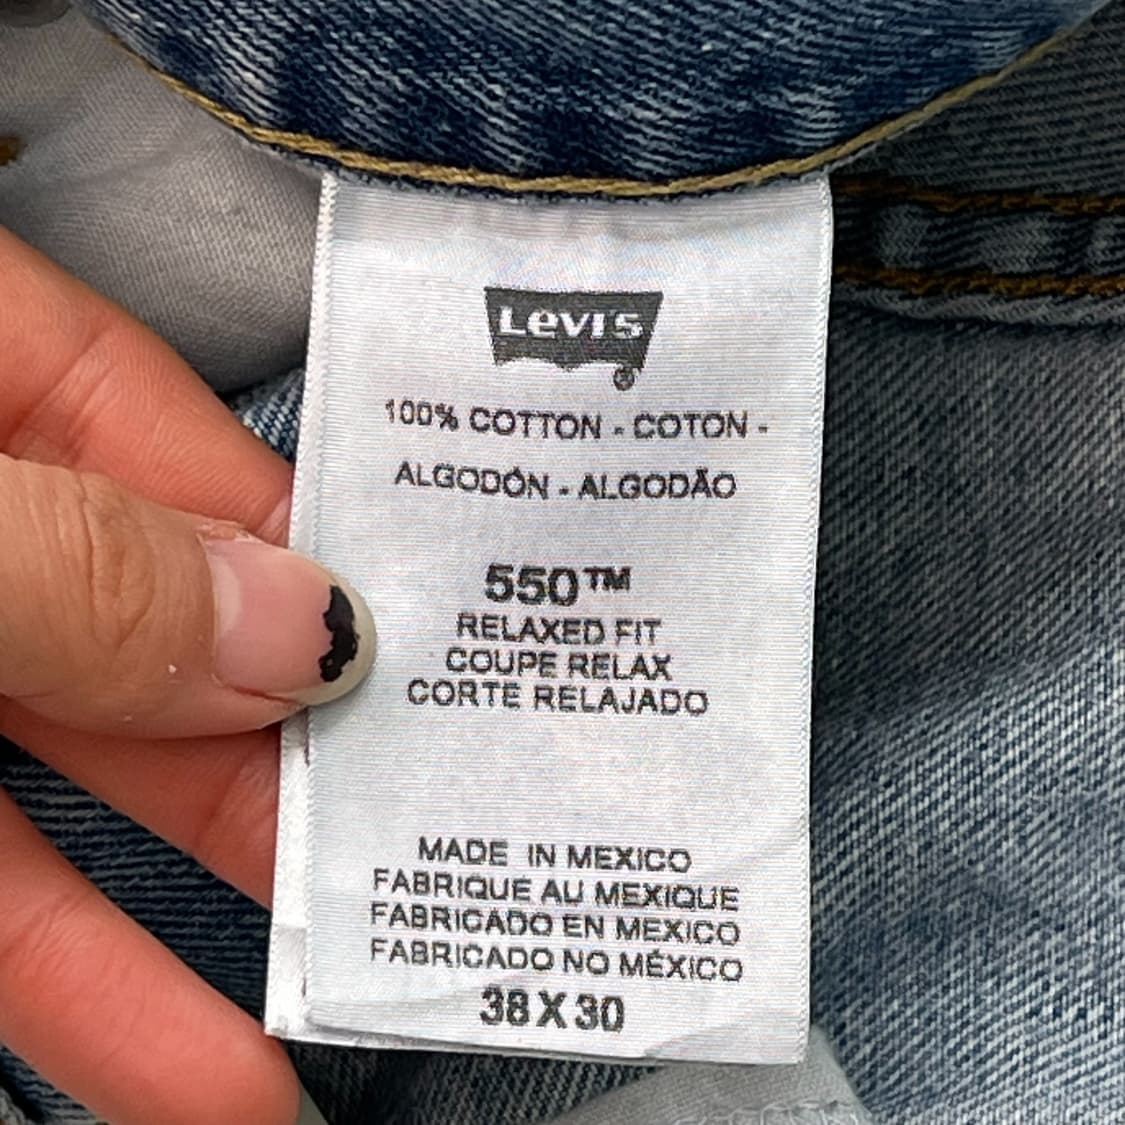 Levi's
®
100% COTTON - COTON -
ALGODÓN - ALGODÃO
550™
RELAXED FIT
COUPE RELAX
CORTE RELAJADO
MADE IN MEXICO
FABRIQUÉ AU MEXIQUE
FABRICADO EN MEXICO
FABRICADO NO MÉXICO
38 X 30